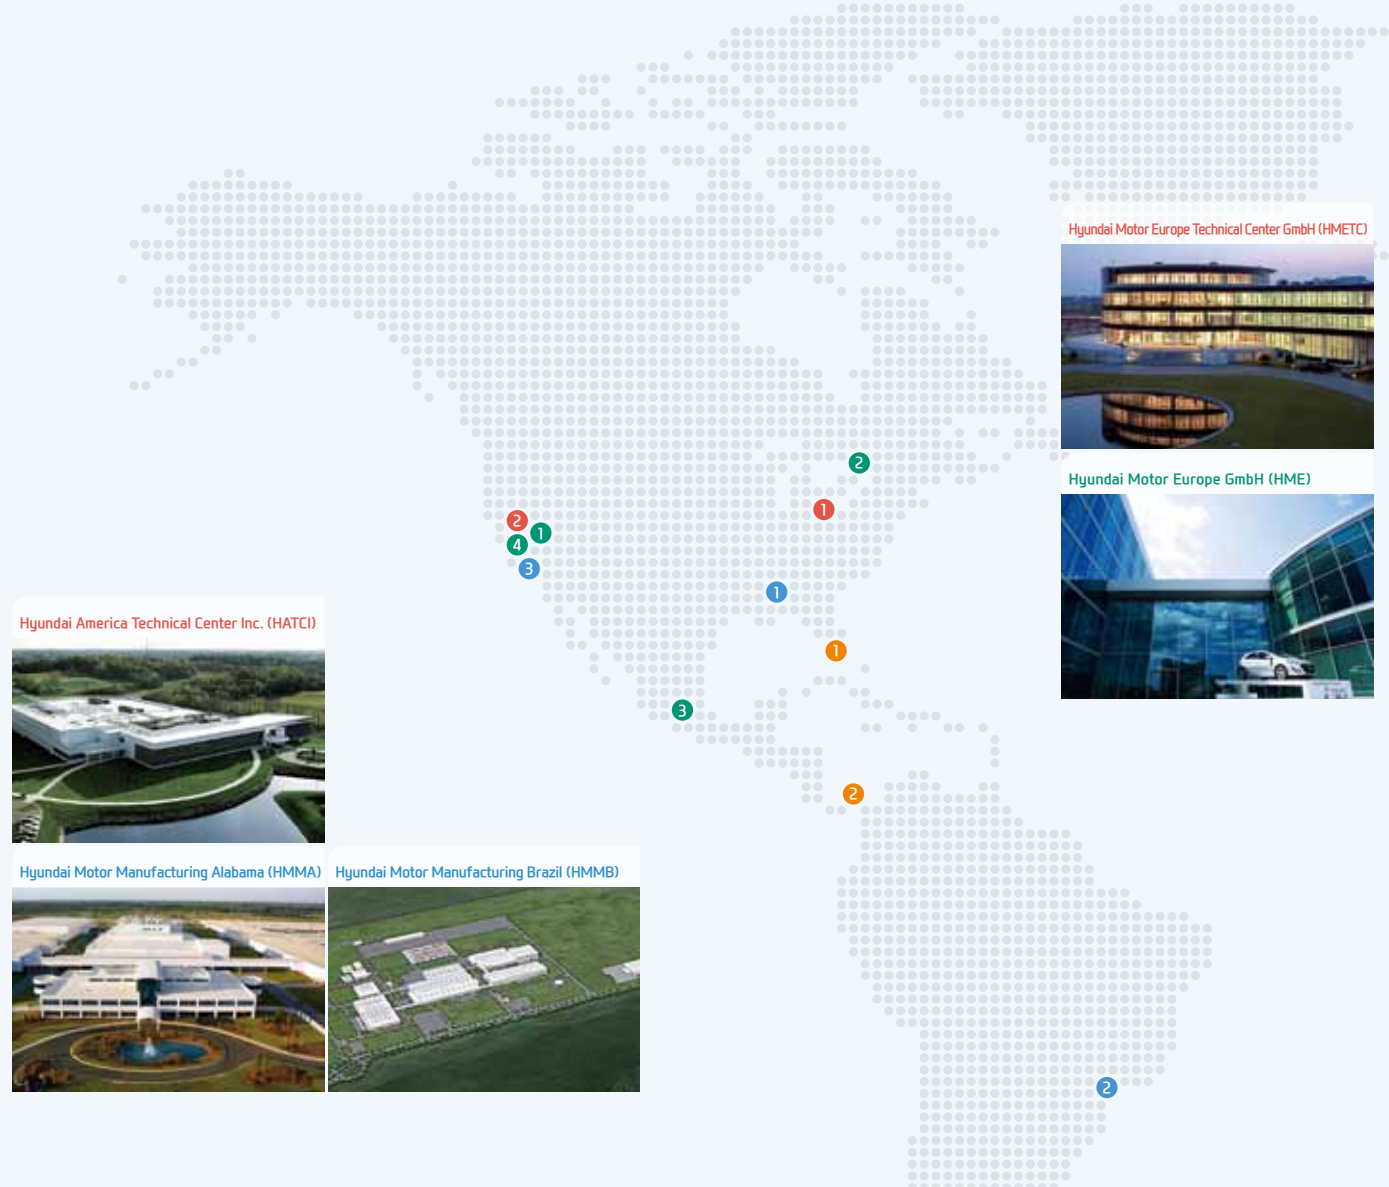 Hyundai Motor Europe Technical Center GmbH (HMETC)
2
Hyundai Motor Europe GmbH (HME)
1
2
1
4
3
1
Hyundai America Technical Center Inc. (HATCI)
1
3
2
Hyundai Motor Manufacturing Alabama (HMMA)
Hyundai Motor Manufacturing Brazil (HMMB)
2